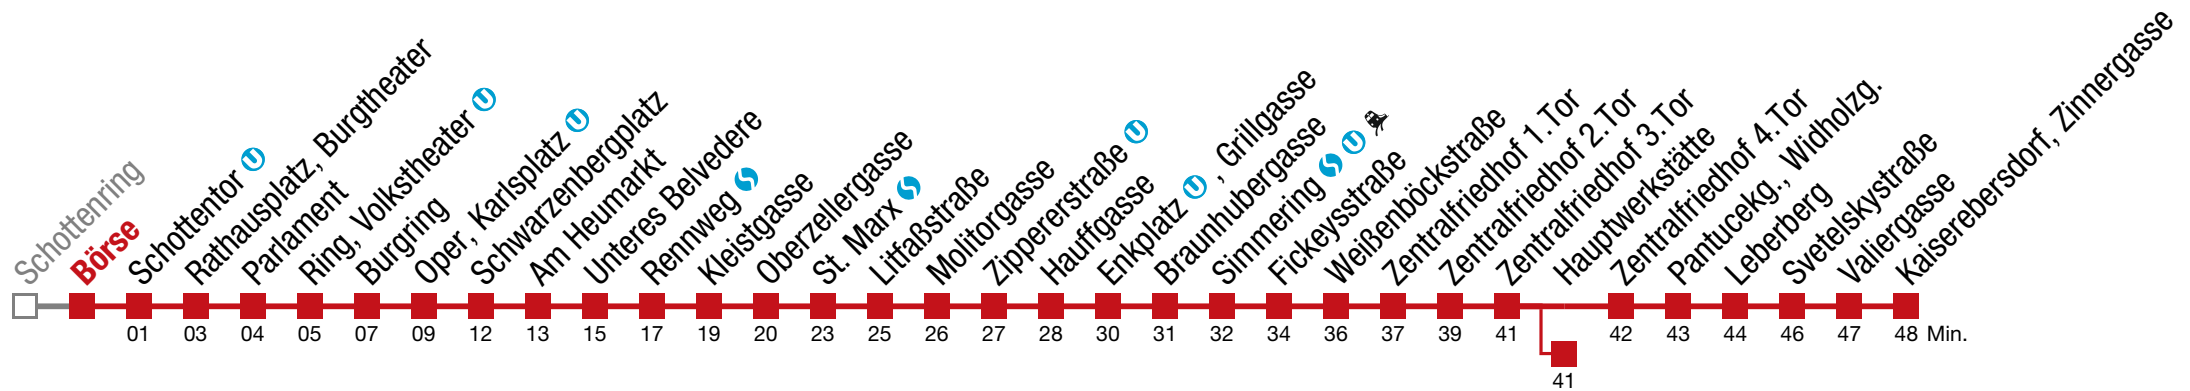 Schottenring
Börse
Schottentor U
Rathausplatz, Burgtheater
Parlament
Ring, Volkstheater U
Burgring
Oper, Karlsplatz U
Schwarzenbergplatz
Am Heumarkt
Unteres Belvedere
Rennweg S
Kleistgasse
Oberzellergasse
St. Marx S
Litfaßstraße
Molitorgasse
Zippererstraße U
Hauffgasse
Enkplatz U , Grillgasse
Braunhubergasse
Simmering S U
Fickeysstraße
Weißenböckstraße
Zentralfriedhof 1.Tor
Zentralfriedhof 2.Tor
Zentralfriedhof 3.Tor
Hauptwerkstätte
Zentralfriedhof 4.Tor
Pantucekg., Widholzg.
Leberberg
Svetelskystraße
Valiergasse
Kaiserebersdorf, Zinnergasse
01 03 04 05 07 09 12 13 15 17 19 20 23 25 26 27 28 30 31 32 34 36 37 39 41 42 43 44 46 47 48 Min.
41